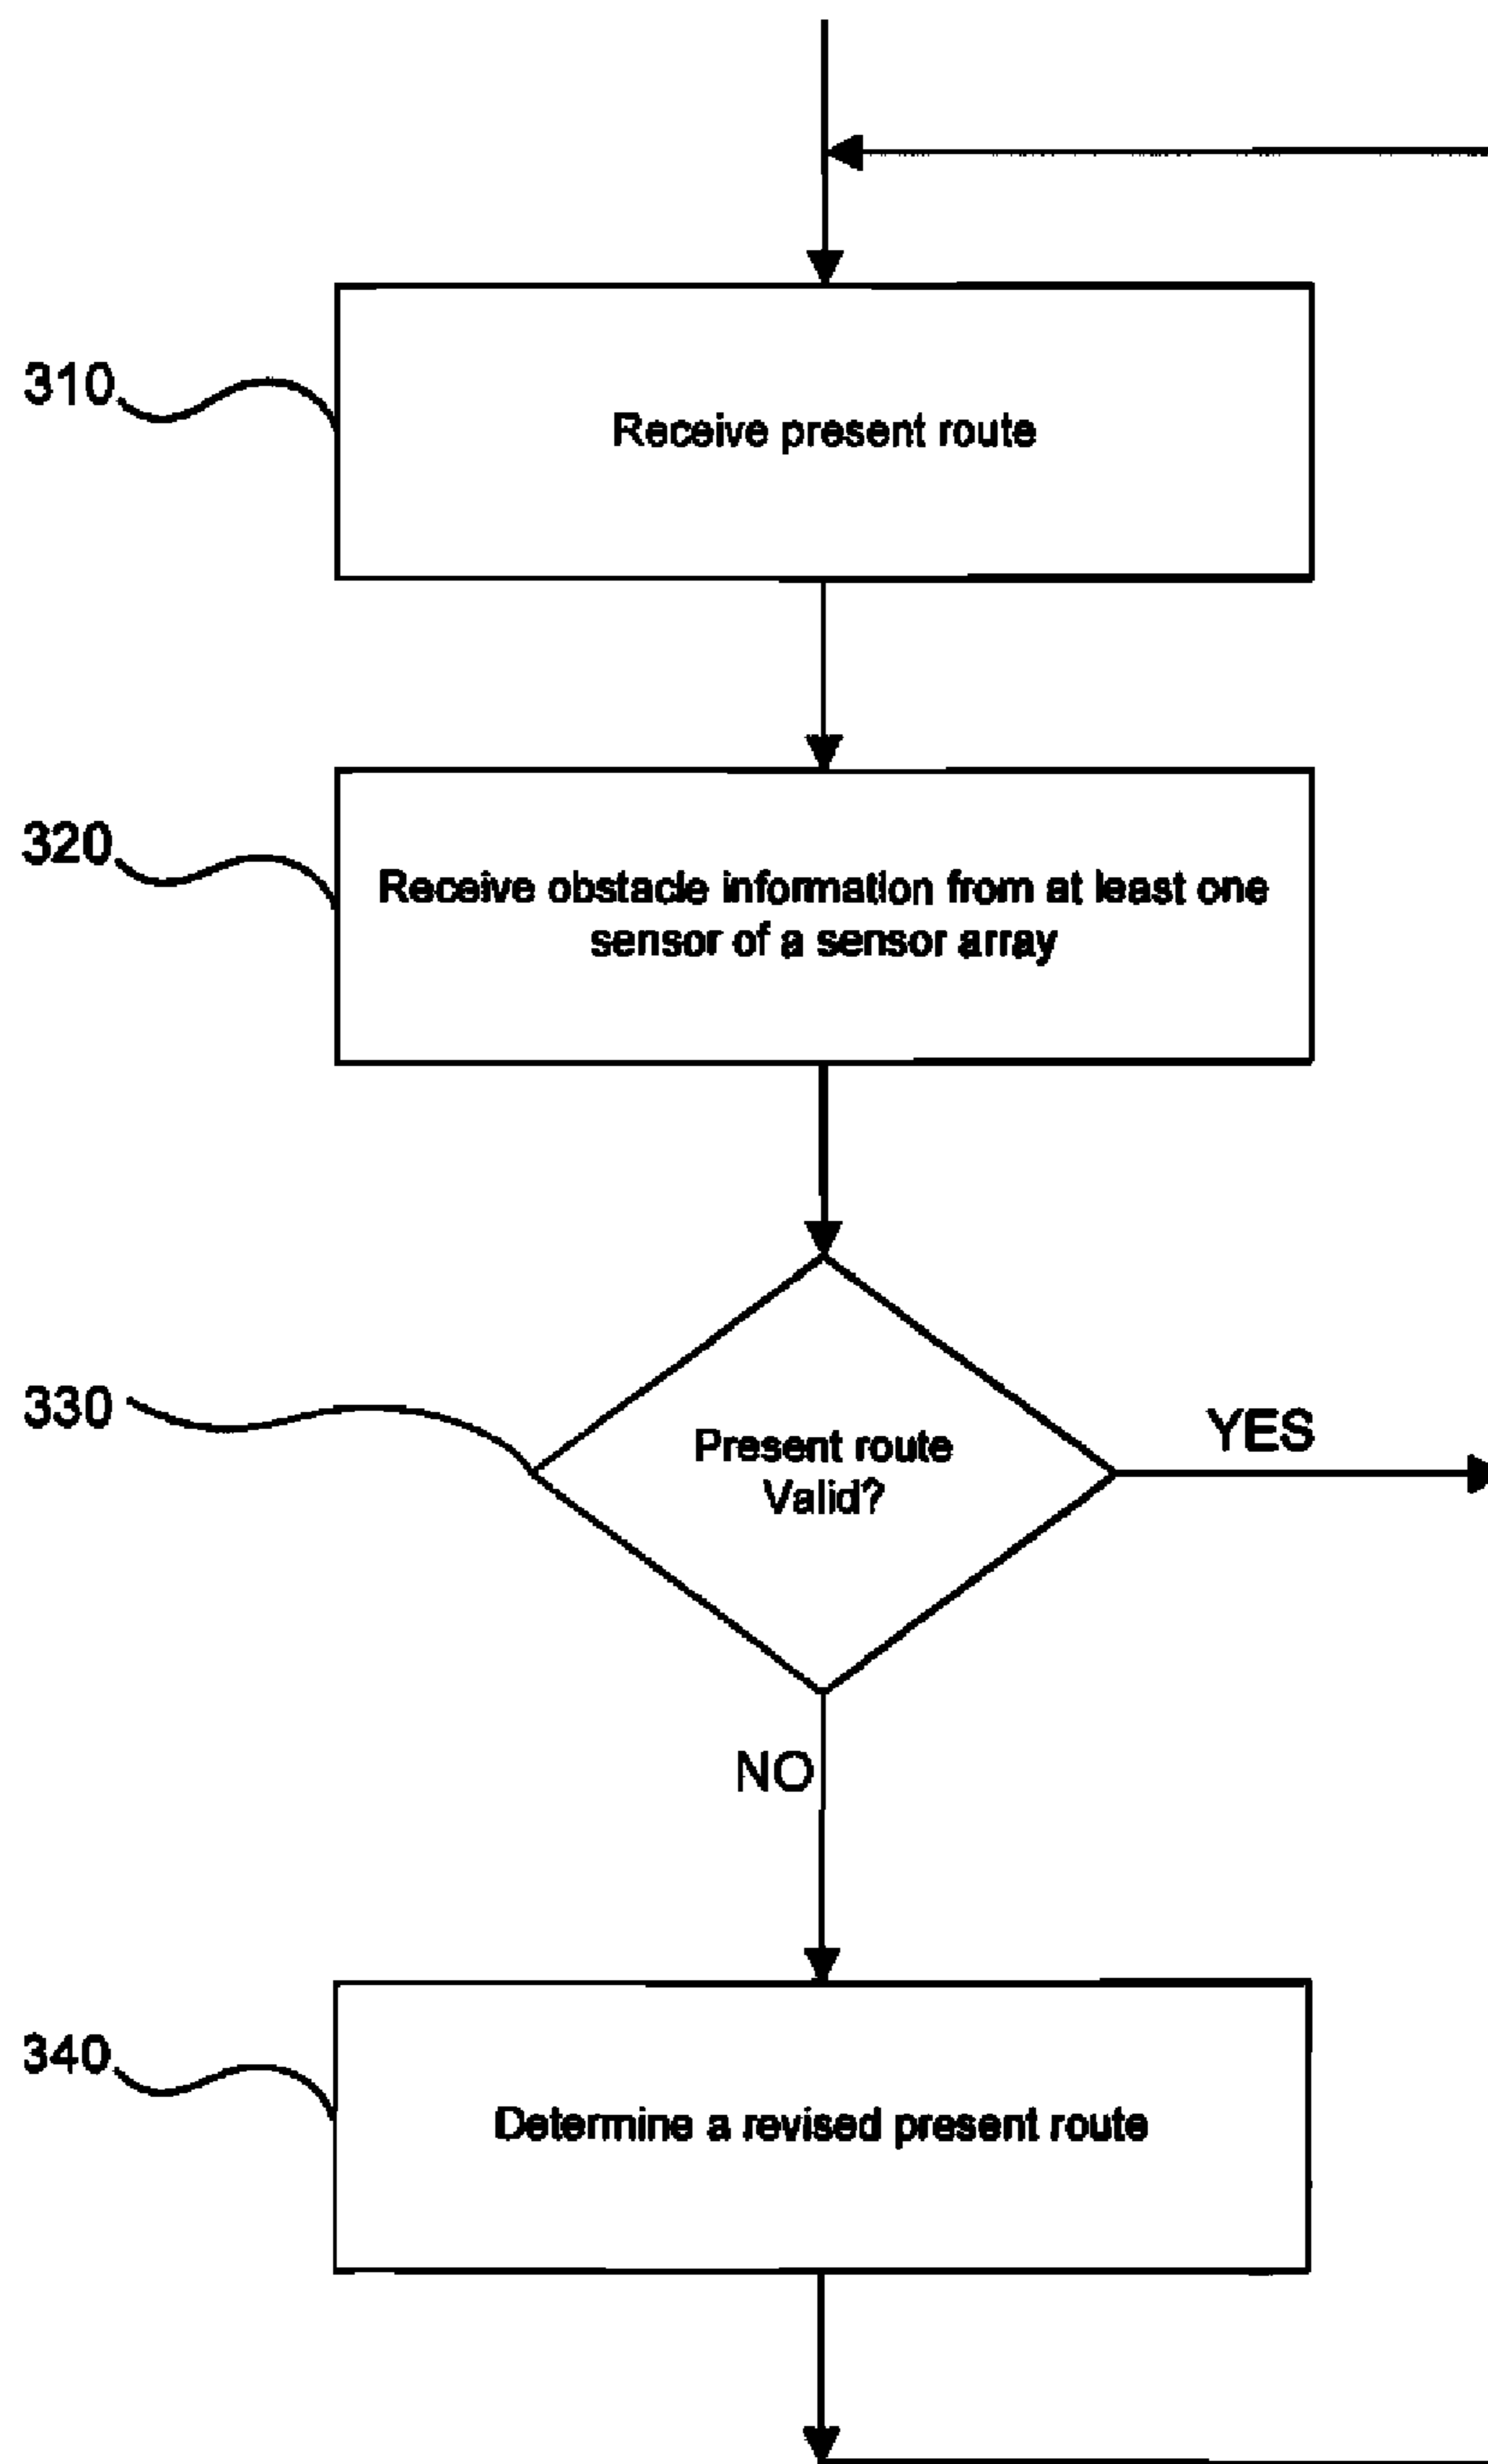 310
Receive present route
320
Receive obstacle information from at least one
sensor of a sensor array
330
Present route
Valid?
YES
NO
340
Determine a revised present route